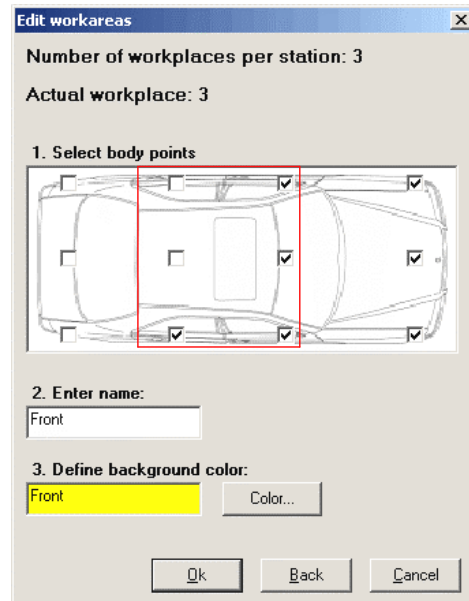 Edit workareas
Number of workplaces per station: 3
Actual workplace: 3
1. Select body points
2. Enter name:
Front
3. Define background color:
Front
Color...
Ok
Back
Cancel